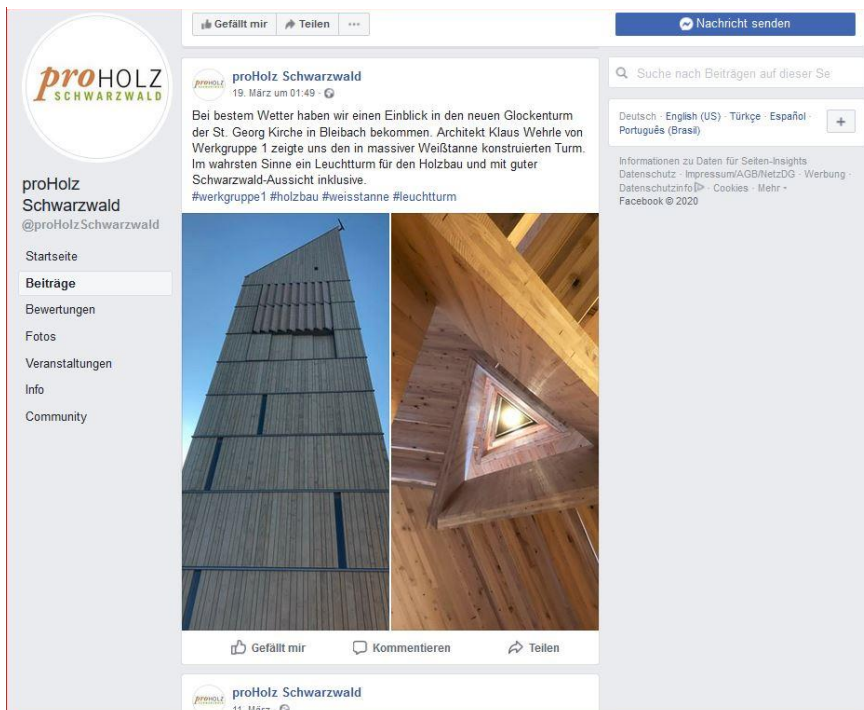 proHOLZ
SCHWARZWALD
proHolz
Schwarzwald
@proHolzSchwarzwald
Startseite
Beiträge
Bewertungen
Fotos
Veranstaltungen
Info
Community
Gefällt mir
Teilen
proHOLZ
proHolz Schwarzwald
19. März um 01:49 ·
Bei bestem Wetter haben wir einen Einblick in den neuen Glockenturm
der St. Georg Kirche in Bleibach bekommen. Architekt Klaus Wehrle von
Werkgruppe 1 zeigte uns den in massiver Weißtanne konstruierten Turm.
Im wahrsten Sinne ein Leuchtturm für den Holzbau und mit guter
Schwarzwald-Aussicht inklusive.
#werkgruppe1 #holzbau #weisstanne #leuchtturm
Gefällt mir
Kommentieren
Teilen
proHOLZ
proHolz Schwarzwald
11. März ·
Nachricht senden
Suche nach Beiträgen auf dieser Se
Deutsch · English (US) · Türkçe · Español ·
Português (Brasil)
+
Informationen zu Daten für Seiten-Insights
Datenschutz · Impressum/AGB/NetzDG · Werbung ·
Datenschutzinfo · Cookies · Mehr
Facebook © 2020